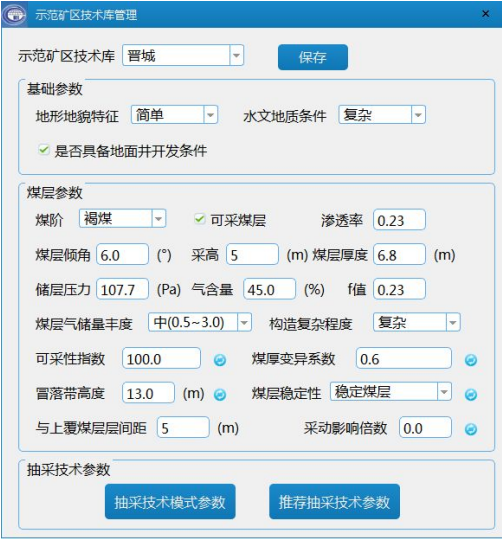 示范矿区技术库管理 ×
示范矿区技术库 晋城 保存
基础参数
地形地貌特征 简单 水文地质条件 复杂
是否具备地面井开发条件
煤层参数
煤阶 褐煤 可采煤层 渗透率 0.23
煤层倾角 6.0 (°) 采高 5 (m) 煤层厚度 6.8 (m)
储层压力 107.7 (Pa) 气含量 45.0 (%) f值 0.23
煤层气储量丰度 中(0.5~3.0) 构造复杂程度 复杂
可采性指数 100.0 煤厚变异系数 0.6
冒落带高度 13.0 (m) 煤层稳定性 稳定煤层
与上覆煤层层间距 5 (m) 采动影响倍数 0.0
抽采技术参数
抽采技术模式参数 推荐抽采技术参数